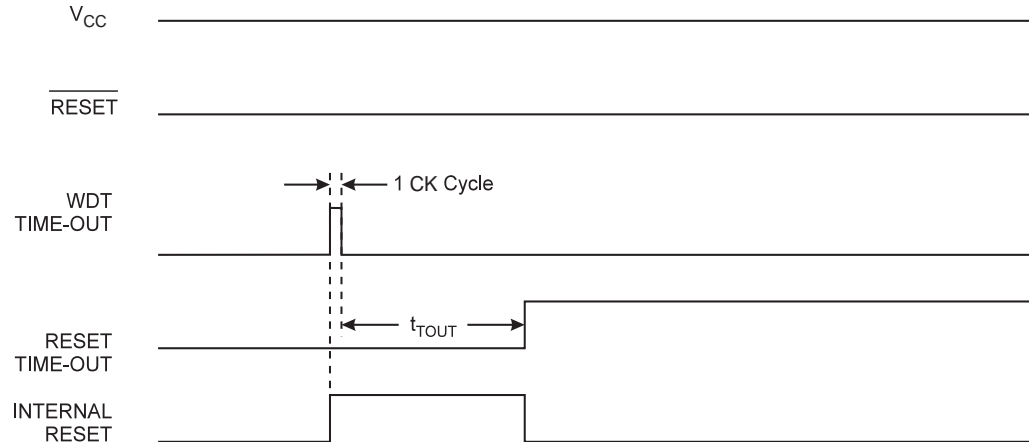 VCC
RESET
1 CK Cycle
WDT
TIME-OUT
tTOUT
RESET
TIME-OUT
INTERNAL
RESET